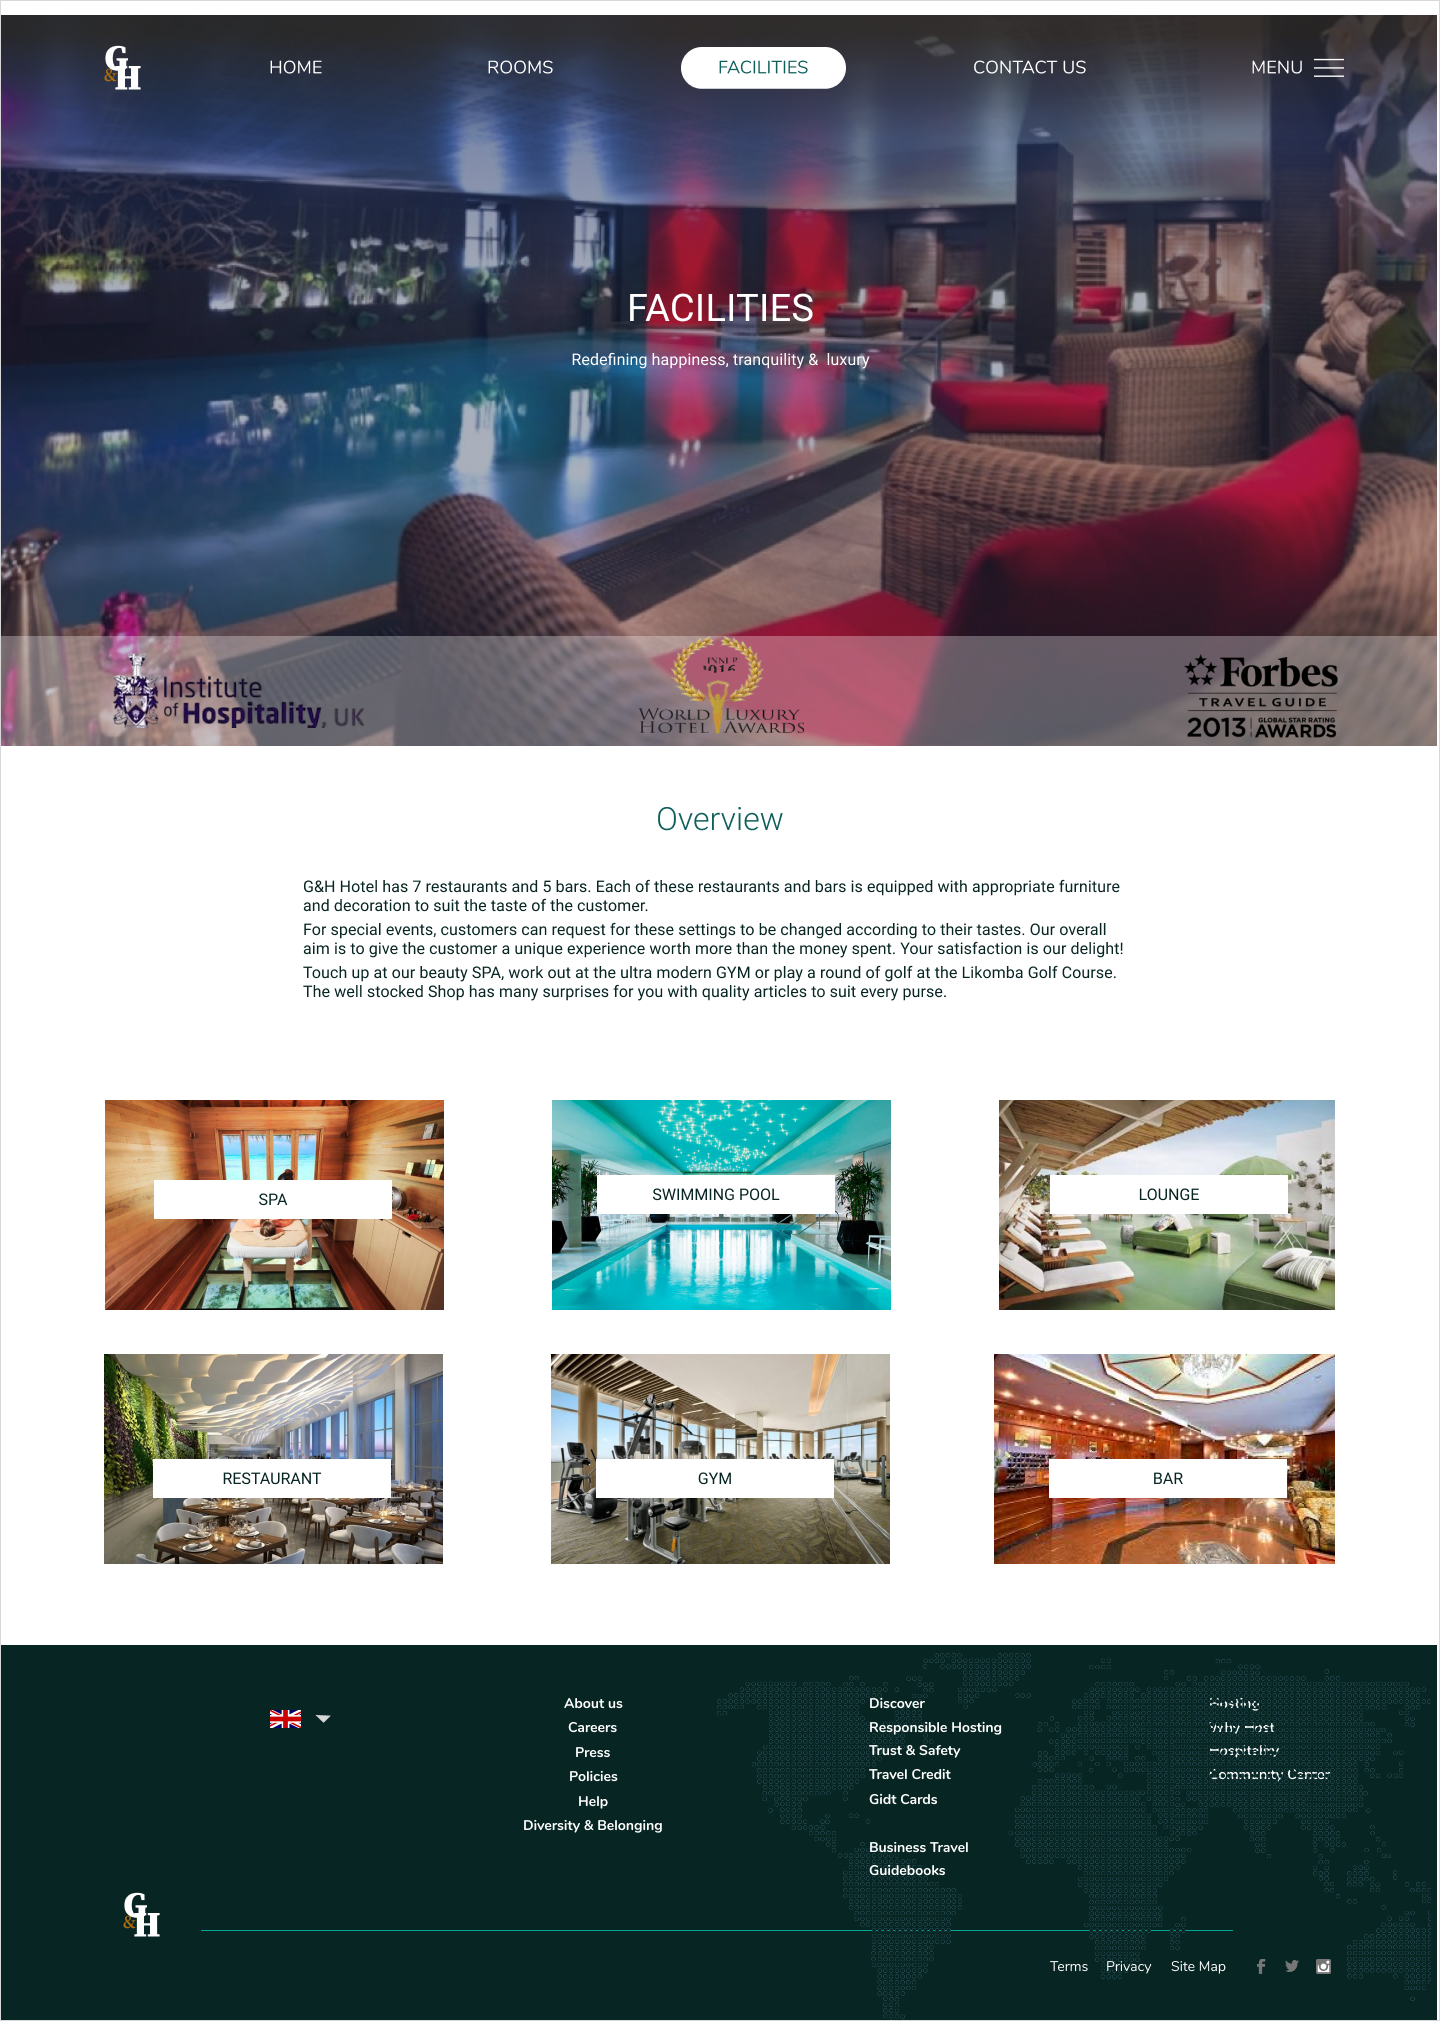 G
&H
HOME
ROOMS
FACILITIES
CONTACT US
MENU
FACILITIES
Redefining happiness, tranquility & luxury
Institute
of Hospitality, UK
WORLD LUXURY
HOTEL AWARDS
Forbes
TRAVEL GUIDE
2013 GLOBAL STAR RATING AWARDS
Overview
G&H Hotel has 7 restaurants and 5 bars. Each of these restaurants and bars is equipped with appropriate furniture
and decoration to suit the taste of the customer.
For special events, customers can request for these settings to be changed according to their tastes. Our overall
aim is to give the customer a unique experience worth more than the money spent. Your satisfaction is our delight!
Touch up at our beauty SPA, work out at the ultra modern GYM or play a round of golf at the Likomba Golf Course.
The well stocked Shop has many surprises for you with quality articles to suit every purse.
SPA
SWIMMING POOL
LOUNGE
RESTAURANT
GYM
BAR
About us
Careers
Press
Policies
Help
Diversity & Belonging
Discover
Responsible Hosting
Trust & Safety
Travel Credit
Gidt Cards
Business Travel
Guidebooks
Hosting
Why Host
Hospitality
Community Center
G
&H
Terms
Privacy
Site Map